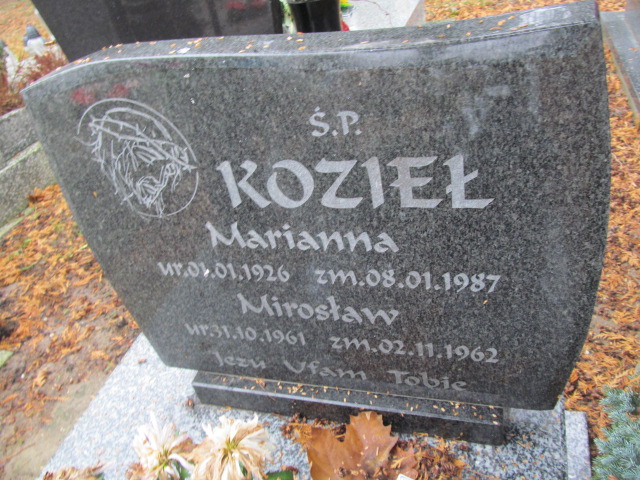 Ś.P.
KOZIEŁ
Marianna
ur.01.01.1926 zm.08.01.1987
Mirosław
ur.31.10.1961 zm.02.11.1962
Jezu Ufam Tobie